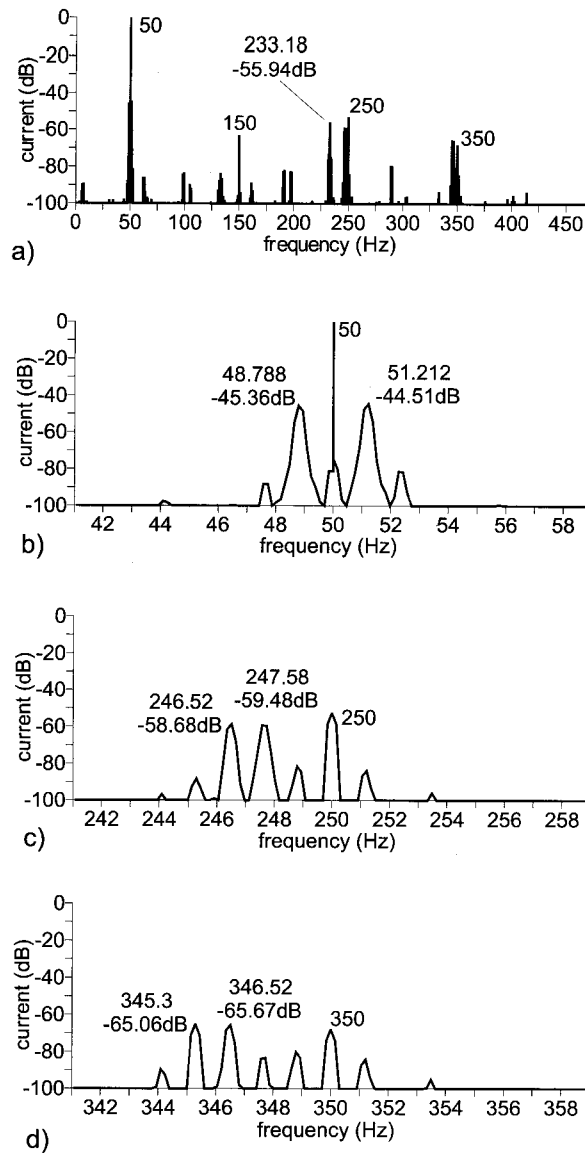 0
50
233.18
-20
-55.94dB
-40
current (dB)
250
-60
150
350
-80
-100
0 50 100 150 200 250 300 350 400 450
frequency (Hz)
a)
0
50
-20
48.788
-45.36dB
51.212
-44.51dB
-40
current (dB)
-60
-80
-100
42 44 46 48 50 52 54 56 58
frequency (Hz)
b)
0
-20
247.58
-59.48dB
246.52
-58.68dB
-40
current (dB)
250
-60
-80
-100
242 244 246 248 250 252 254 256 258
frequency (Hz)
c)
0
-20
345.3
-65.06dB
346.52
-65.67dB
-40
current (dB)
350
-60
-80
-100
342 344 346 348 350 352 354 356 358
frequency (Hz)
d)